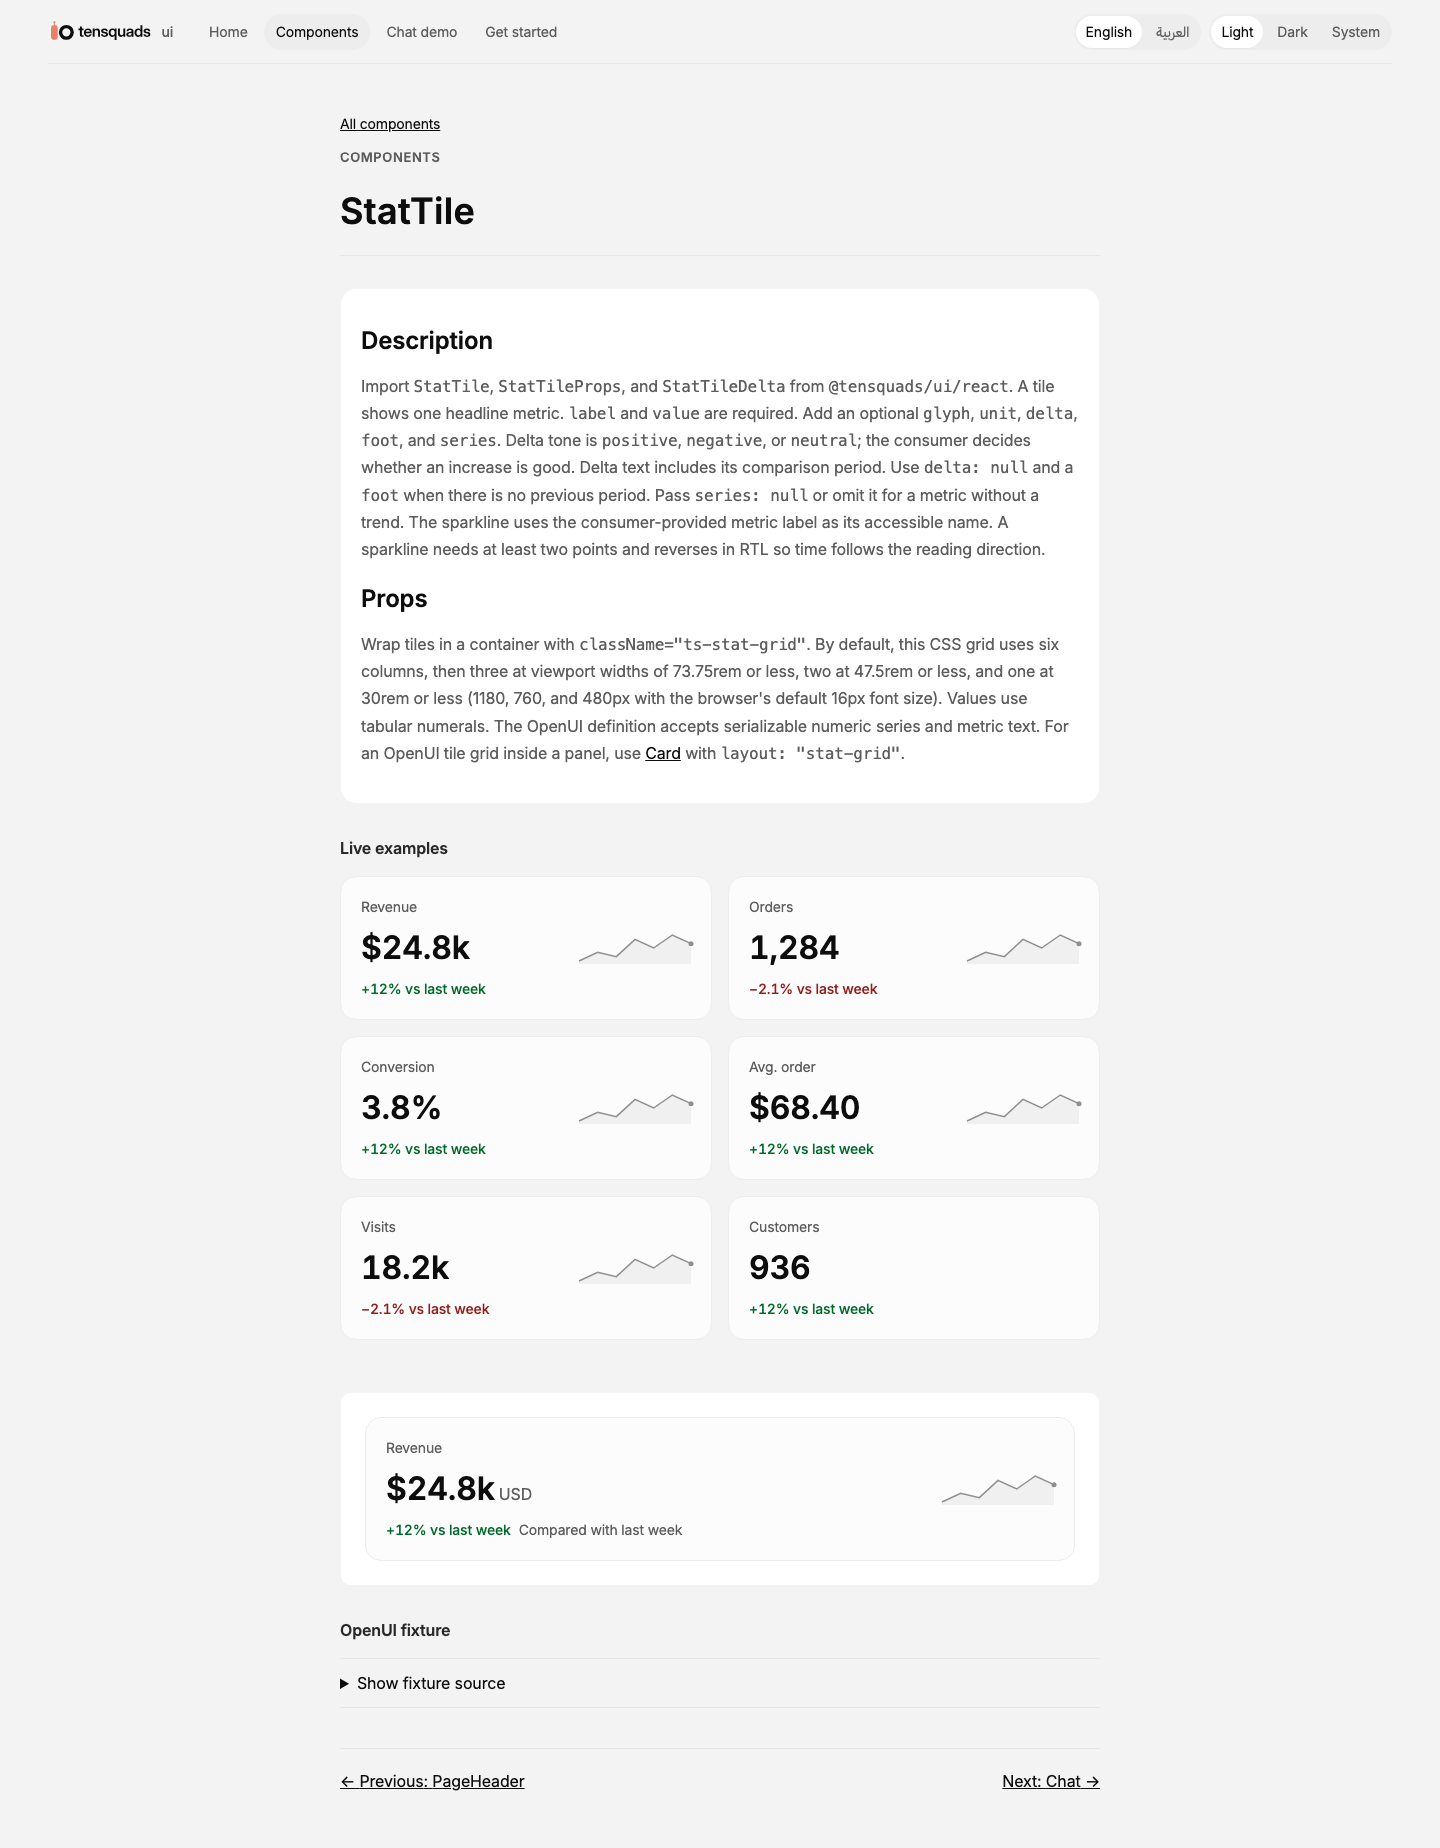 tensquads ui Home Components Chat demo Get started English العربية Light Dark System
All components
COMPONENTS
StatTile
Description
Import StatTile, StatTileProps, and StatTileDelta from @tensquads/ui/react. A tile
shows one headline metric. label and value are required. Add an optional glyph, unit, delta,
foot, and series. Delta tone is positive, negative, or neutral; the consumer decides
whether an increase is good. Delta text includes its comparison period. Use delta: null and a
foot when there is no previous period. Pass series: null or omit it for a metric without a
trend. The sparkline uses the consumer-provided metric label as its accessible name. A
sparkline needs at least two points and reverses in RTL so time follows the reading direction.
Props
Wrap tiles in a container with className="ts-stat-grid". By default, this CSS grid uses six
columns, then three at viewport widths of 73.75rem or less, two at 47.5rem or less, and one at
30rem or less (1180, 760, and 480px with the browser's default 16px font size). Values use
tabular numerals. The OpenUI definition accepts serializable numeric series and metric text. For
an OpenUI tile grid inside a panel, use Card with layout: "stat-grid".
Live examples
Revenue
$24.8k
+12% vs last week
Orders
1,284
−2.1% vs last week
Conversion
3.8%
+12% vs last week
Avg. order
$68.40
+12% vs last week
Visits
18.2k
−2.1% vs last week
Customers
936
+12% vs last week
Revenue
$24.8k USD
+12% vs last week Compared with last week
OpenUI fixture
▶ Show fixture source
← Previous: PageHeader
Next: Chat →